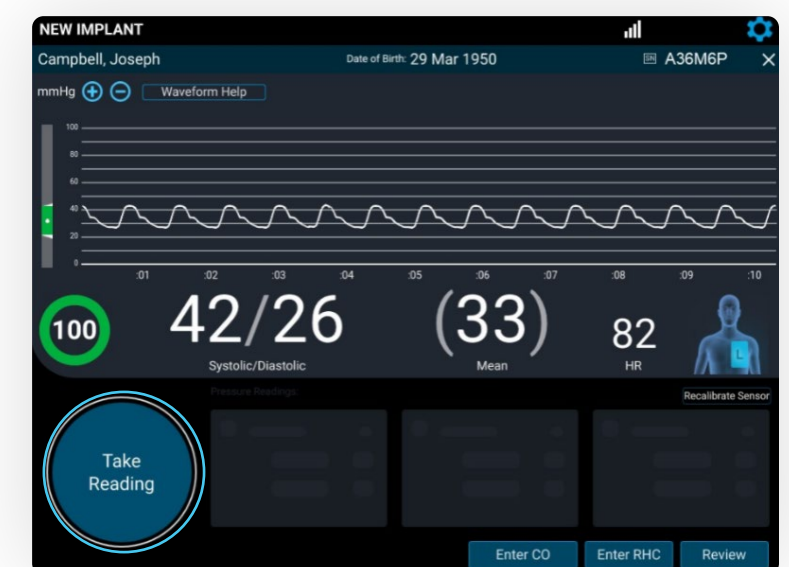 NEW IMPLANT
Campbell, Joseph Date of Birth: 29 Mar 1950 SN A36M6P
mmHg Waveform Help
100
80
60
40
20
0
:01 :02 :03 :04 :05 :06 :07 :08 :09 :10
100 42/26 (33) 82
Systolic/Diastolic Mean HR L
Pressure Readings: Recalibrate Sensor
Take
Reading
Enter CO Enter RHC Review